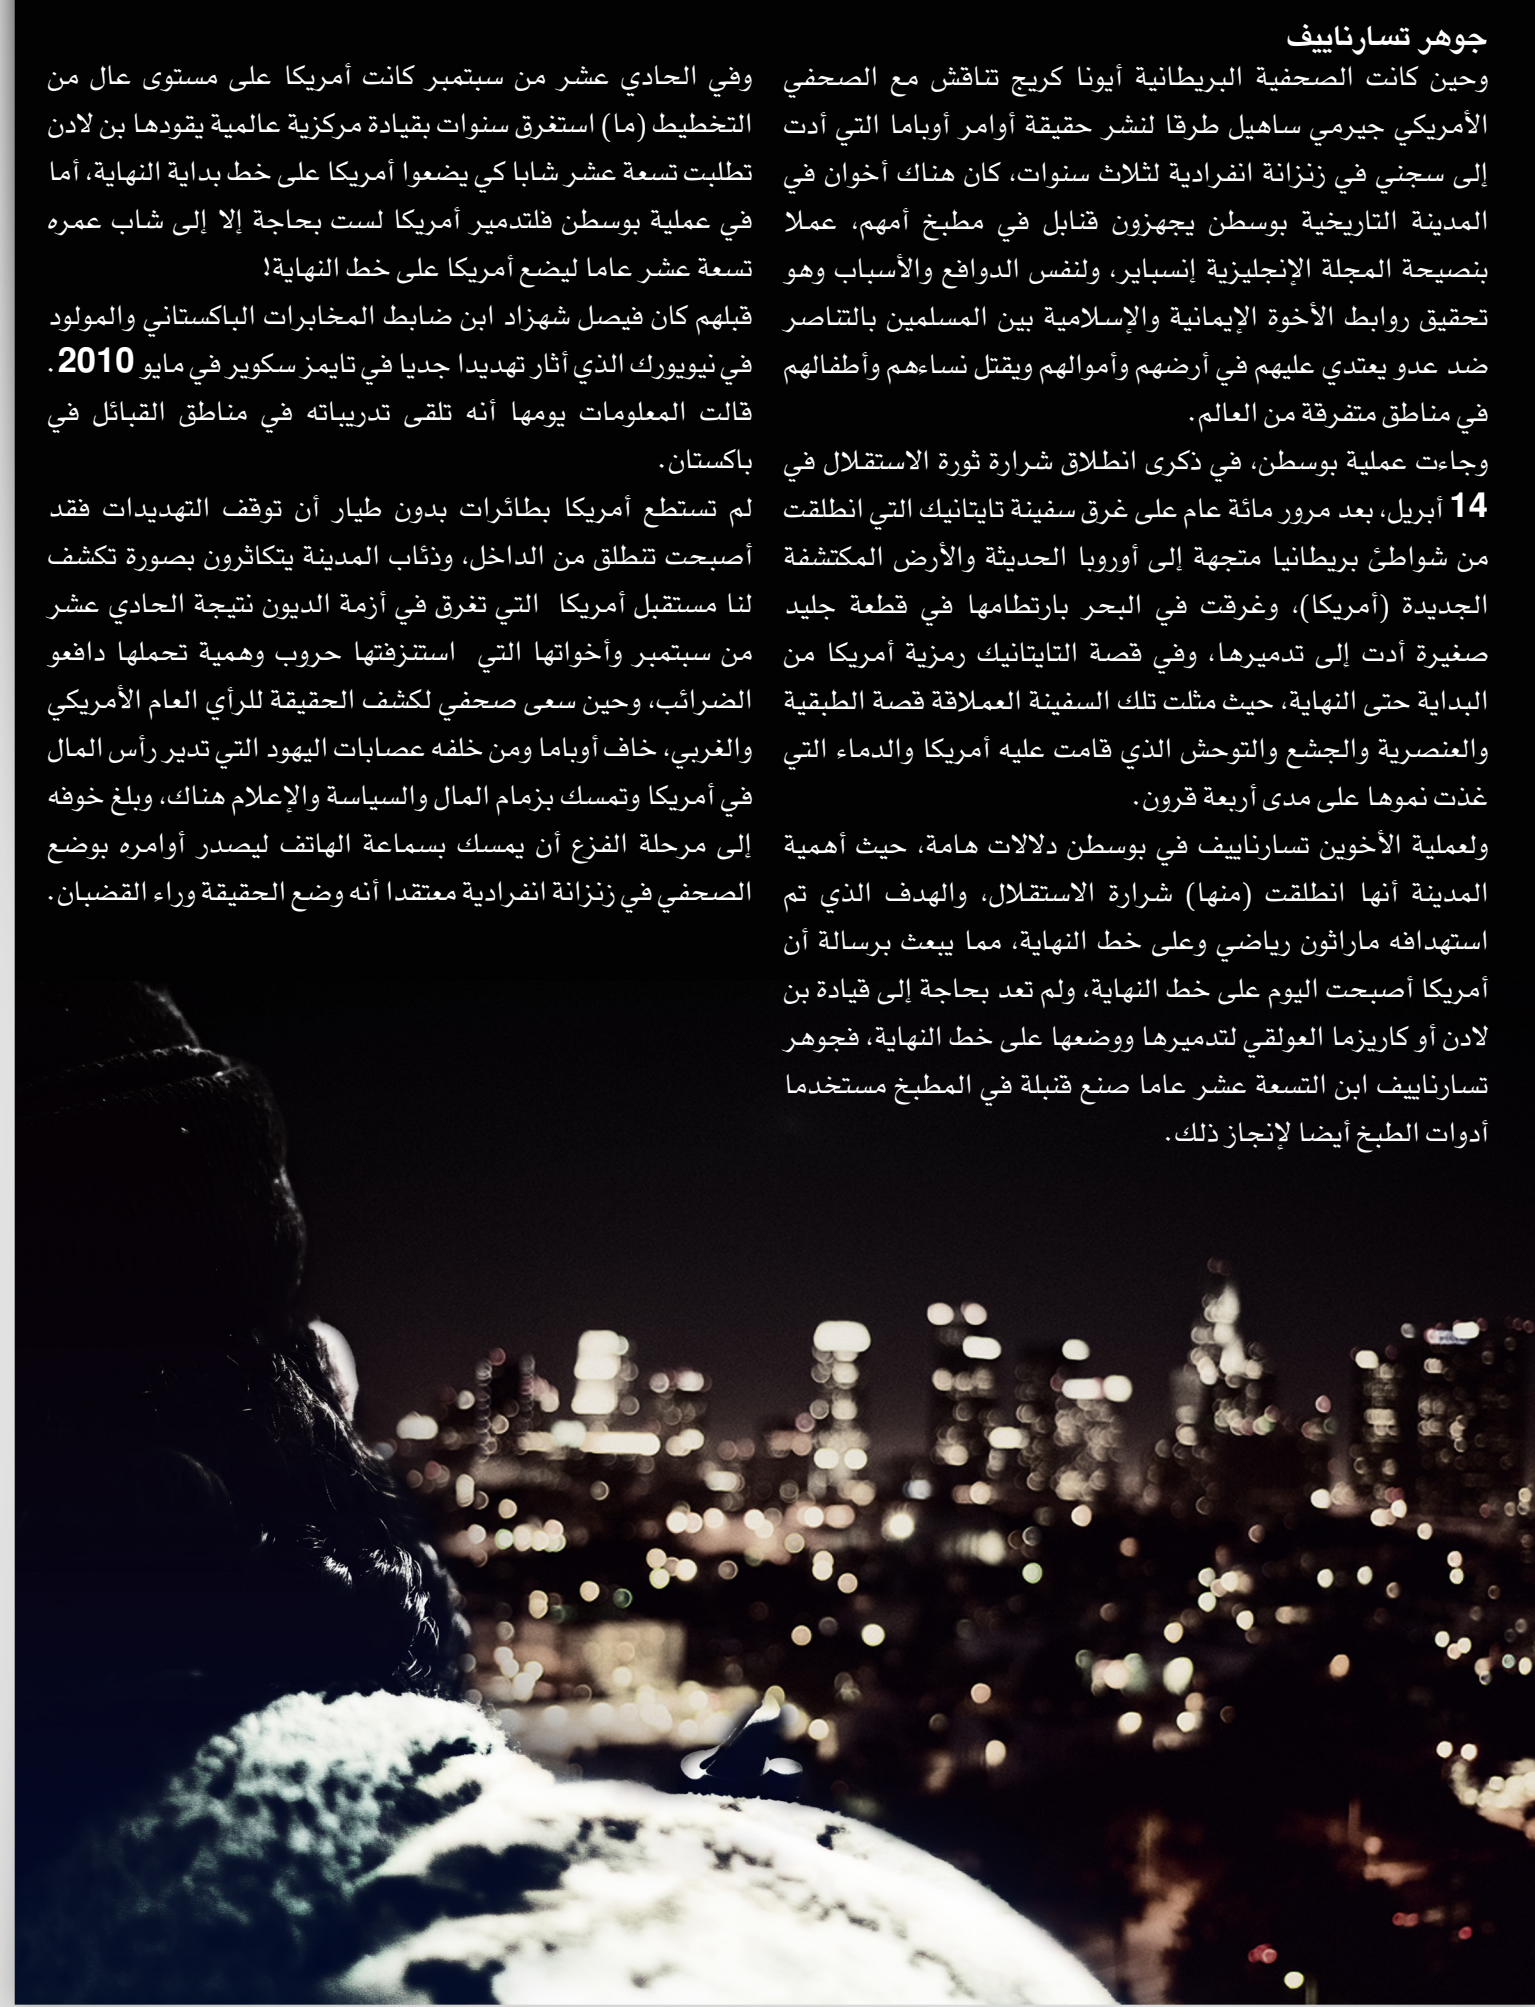 جوهر تسارناييف
وحين كانت الصحفية البريطانية أيونا كريج تناقش مع الصحفي
الأمريكي جيرمي ساهيل طرقا لنشر حقيقة أوامر أوباما التي أدت
إلى سجني في زنزانة انفرادية لثلاث سنوات، كان هناك أخوان في
المدينة التاريخية بوسطن يجهزون قنابل في مطبخ أمهم، عملا
بنصيحة المجلة الإنجليزية إنسباير، ولنفس الدوافع والأسباب وهو
تحقيق روابط الأخوة الإيمانية والإسلامية بين المسلمين بالتناصر
ضد عدو يعتدي عليهم في أرضهم وأموالهم ويقتل نساءهم وأطفالهم
في مناطق متفرقة من العالم.
وجاءت عملية بوسطن، في ذكرى انطلاق شرارة ثورة الاستقلال في
14 أبريل، بعد مرور مائة عام على غرق سفينة تايتانيك التي انطلقت
من شواطئ بريطانيا متجهة إلى أوروبا الحديثة والأرض المكتشفة
الجديدة (أمريكا)، وغرقت في البحر بارتطامها في قطعة جليد
صغيرة أدت إلى تدميرها، وفي قصة التايتانيك رمزية أمريكا من
البداية حتى النهاية، حيث مثلت تلك السفينة العملاقة قصة الطبقية
والعنصرية والجشع والتوحش الذي قامت عليه أمريكا والدماء التي
غذت نموها على مدى أربعة قرون.
ولعملية الأخوين تسارناييف في بوسطن دلالات هامة، حيث أهمية
المدينة أنها انطلقت (منها) شرارة الاستقلال، والهدف الذي تم
استهدافه ماراثون رياضي وعلى خط النهاية، مما يبعث برسالة أن
أمريكا أصبحت اليوم على خط النهاية، ولم تعد بحاجة إلى قيادة بن
لادن أو كاريزما العولقي لتدميرها ووضعها على خط النهاية، فجوهر
تسارناييف ابن التسعة عشر عاما صنع قنبلة في المطبخ مستخدما
أدوات الطبخ أيضا لإنجاز ذلك.
وفي الحادي عشر من سبتمبر كانت أمريكا على مستوى عال من
التخطيط (ما) استغرق سنوات بقيادة مركزية عالمية يقودها بن لادن
تطلبت تسعة عشر شابا كي يضعوا أمريكا على خط بداية النهاية، أما
في عملية بوسطن فلتدمير أمريكا لست بحاجة إلا إلى شاب عمره
تسعة عشر عاما ليضع أمريكا على خط النهاية!
قبلهم كان فيصل شهزاد ابن ضابط المخابرات الباكستاني والمولود
في نيويورك الذي أثار تهديدا جديا في تايمز سكوير في مايو 2010.
قالت المعلومات يومها أنه تلقى تدريباته في مناطق القبائل في
باكستان.
لم تستطع أمريكا بطائرات بدون طيار أن توقف التهديدات فقد
أصبحت تنطلق من الداخل، وذئاب المدينة يتكاثرون بصورة تكشف
لنا مستقبل أمريكا التي تغرق في أزمة الديون نتيجة الحادي عشر
من سبتمبر وأخواتها التي استنزفتها حروب وهمية تحملها دافعو
الضرائب، وحين سعى صحفي لكشف الحقيقة للرأي العام الأمريكي
والغربي، خاف أوباما ومن خلفه عصابات اليهود التي تدير رأس المال
في أمريكا وتمسك بزمام المال والسياسة والإعلام هناك، وبلغ خوفه
إلى مرحلة الفزع أن يمسك بسماعة الهاتف ليصدر أوامره بوضع
الصحفي في زنزانة انفرادية معتقدا أنه وضع الحقيقة وراء القضبان.